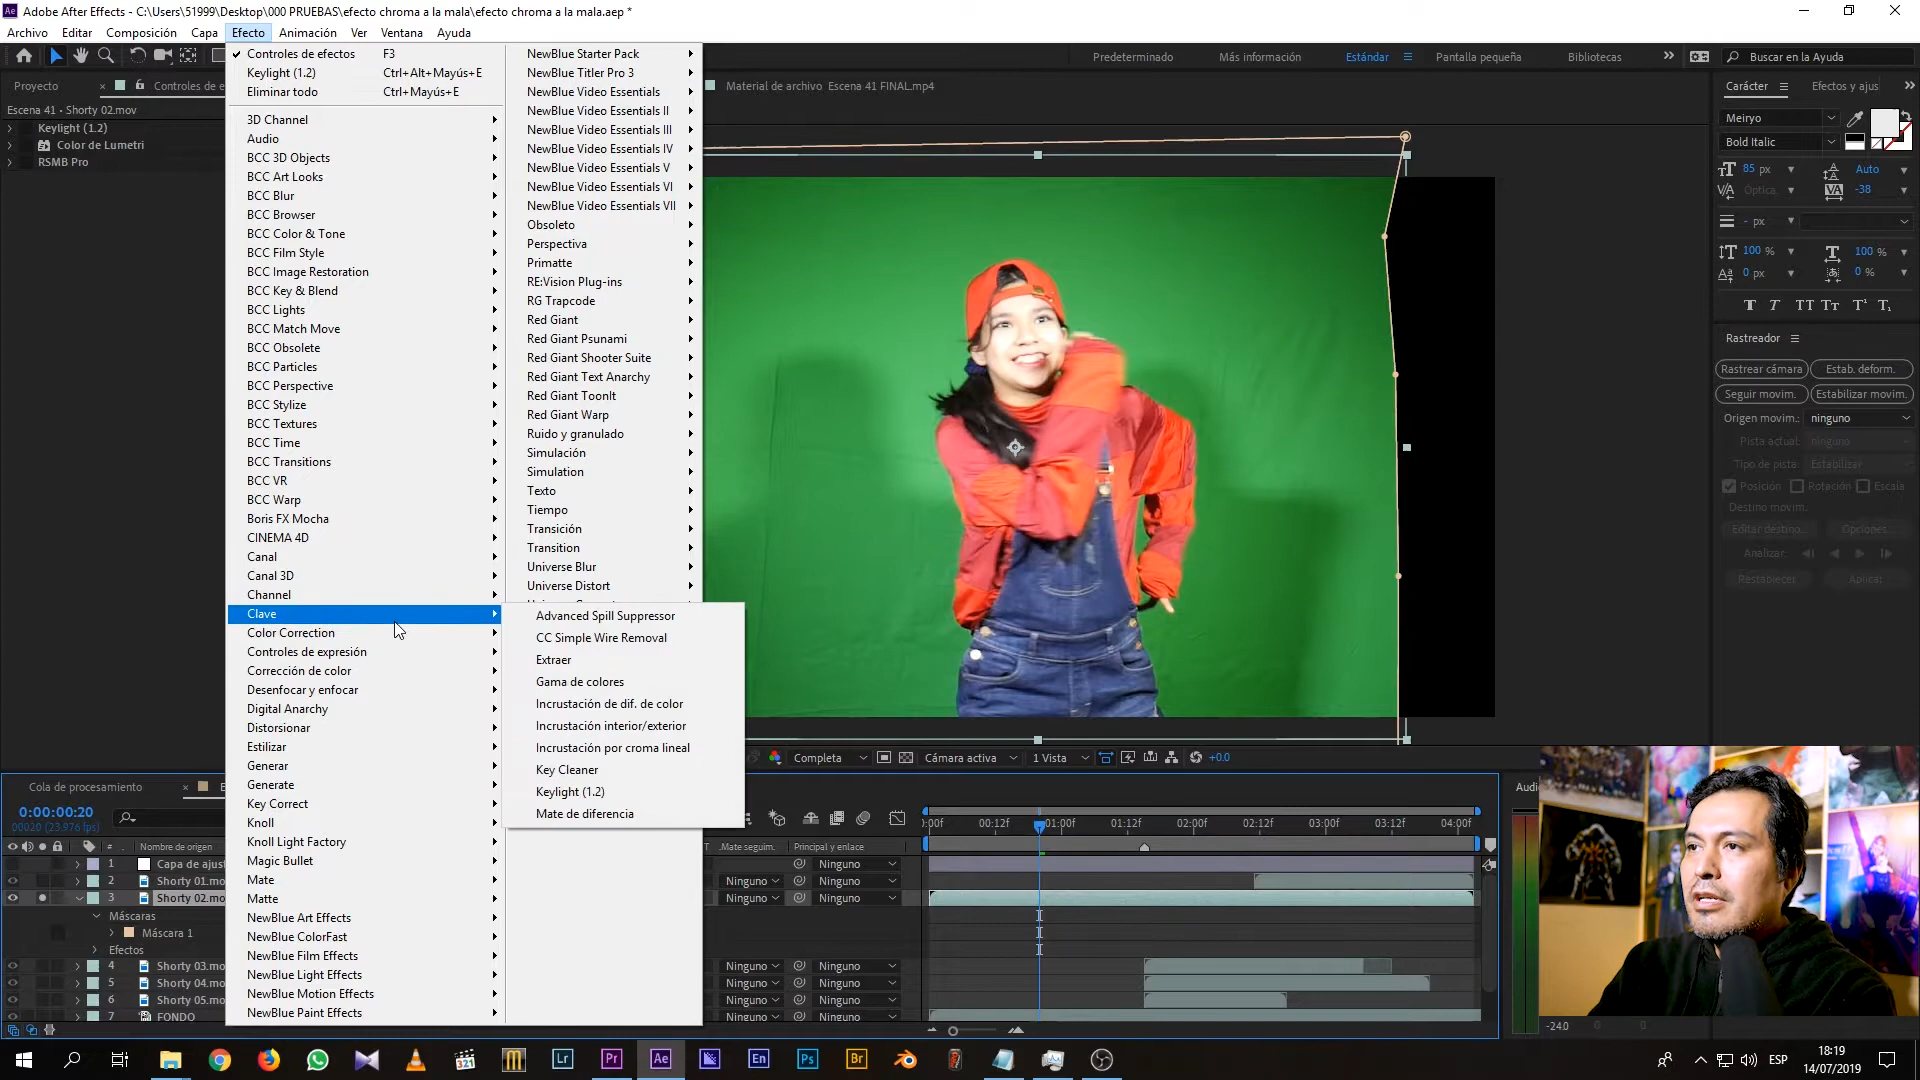 Adobe After Effects - C:\Users\51999\Desktop\000 PRUEBAS\efecto chroma a la mala\efecto chroma a la mala.aep *
Archivo Editar Composición Capa Efecto Animación Ver Ventana Ayuda
Predeterminado Más información Estándar Pantalla pequeña Bibliotecas Buscar en la Ayuda
Proyecto Controles de e
Material de archivo Escena 41 FINAL.mp4
Escena 41 • Shorty 02.mov
Keylight (1.2)
Color de Lumetri
RSMB Pro
Controles de efectos F3
Keylight (1.2) Ctrl+Alt+Mayús+E
Eliminar todo Ctrl+Mayús+E
3D Channel
Audio
BCC 3D Objects
BCC Art Looks
BCC Blur
BCC Browser
BCC Color & Tone
BCC Film Style
BCC Image Restoration
BCC Key & Blend
BCC Lights
BCC Match Move
BCC Obsolete
BCC Particles
BCC Perspective
BCC Stylize
BCC Textures
BCC Time
BCC Transitions
BCC VR
BCC Warp
Boris FX Mocha
CINEMA 4D
Canal
Canal 3D
Channel
Clave
Color Correction
Controles de expresión
Corrección de color
Desenfocar y enfocar
Digital Anarchy
Distorsionar
Estilizar
Generar
Generate
Key Correct
Knoll
Knoll Light Factory
Magic Bullet
Mate
Matte
NewBlue Art Effects
NewBlue ColorFast
NewBlue Film Effects
NewBlue Light Effects
NewBlue Motion Effects
NewBlue Paint Effects
NewBlue Starter Pack
NewBlue Titler Pro 3
NewBlue Video Essentials
NewBlue Video Essentials II
NewBlue Video Essentials III
NewBlue Video Essentials IV
NewBlue Video Essentials V
NewBlue Video Essentials VI
NewBlue Video Essentials VII
Obsoleto
Perspectiva
Primatte
RE:Vision Plug-ins
RG Trapcode
Red Giant
Red Giant Psunami
Red Giant Shooter Suite
Red Giant Text Anarchy
Red Giant ToonIt
Red Giant Warp
Ruido y granulado
Simulación
Simulation
Texto
Tiempo
Transición
Transition
Universe Blur
Universe Distort
Advanced Spill Suppressor
CC Simple Wire Removal
Extraer
Gama de colores
Incrustación de dif. de color
Incrustación interior/exterior
Incrustación por croma lineal
Key Cleaner
Keylight (1.2)
Mate de diferencia
Carácter Efectos y ajus
Meiryo
Bold Italic
85 px Auto
Óptica -38
- px
100 % 100 %
0 px 0 %
T T TT Tт T¹ T₁
Rastreador
Rastrear cámara Estab. deform.
Seguir movim. Estabilizar movim.
Origen movim.: ninguno
Pista actual: ninguno
Tipo de pista: Estabilizar
Posición Rotación Escala
Destino movim.
Editar destino... Opciones...
Analizar:
Restablecer Aplicar
Completa Cámara activa 1 Vista +0.0
Cola de procesamiento E
0:00:00:20
00020 (23.976 fps)
# Nombre de origen
T .Mate seguim. Principal y enlace
:00f 00:12f 01:00f 01:12f 02:00f 02:12f 03:00f 03:12f 04:00f
1 Capa de ajust Ninguno
2 Shorty 01.mo Ninguno Ninguno
3 Shorty 02.mo Ninguno Ninguno
Máscaras
Máscara 1
Efectos
4 Shorty 03.mo Ninguno Ninguno
5 Shorty 04.mo Ninguno Ninguno
6 Shorty 05.mo Ninguno Ninguno
7 FONDO Ninguno Ninguno
Audi
-24.0 0 0
321 Lr Pr Ae En Ps Br
ESP
18:19
14/07/2019